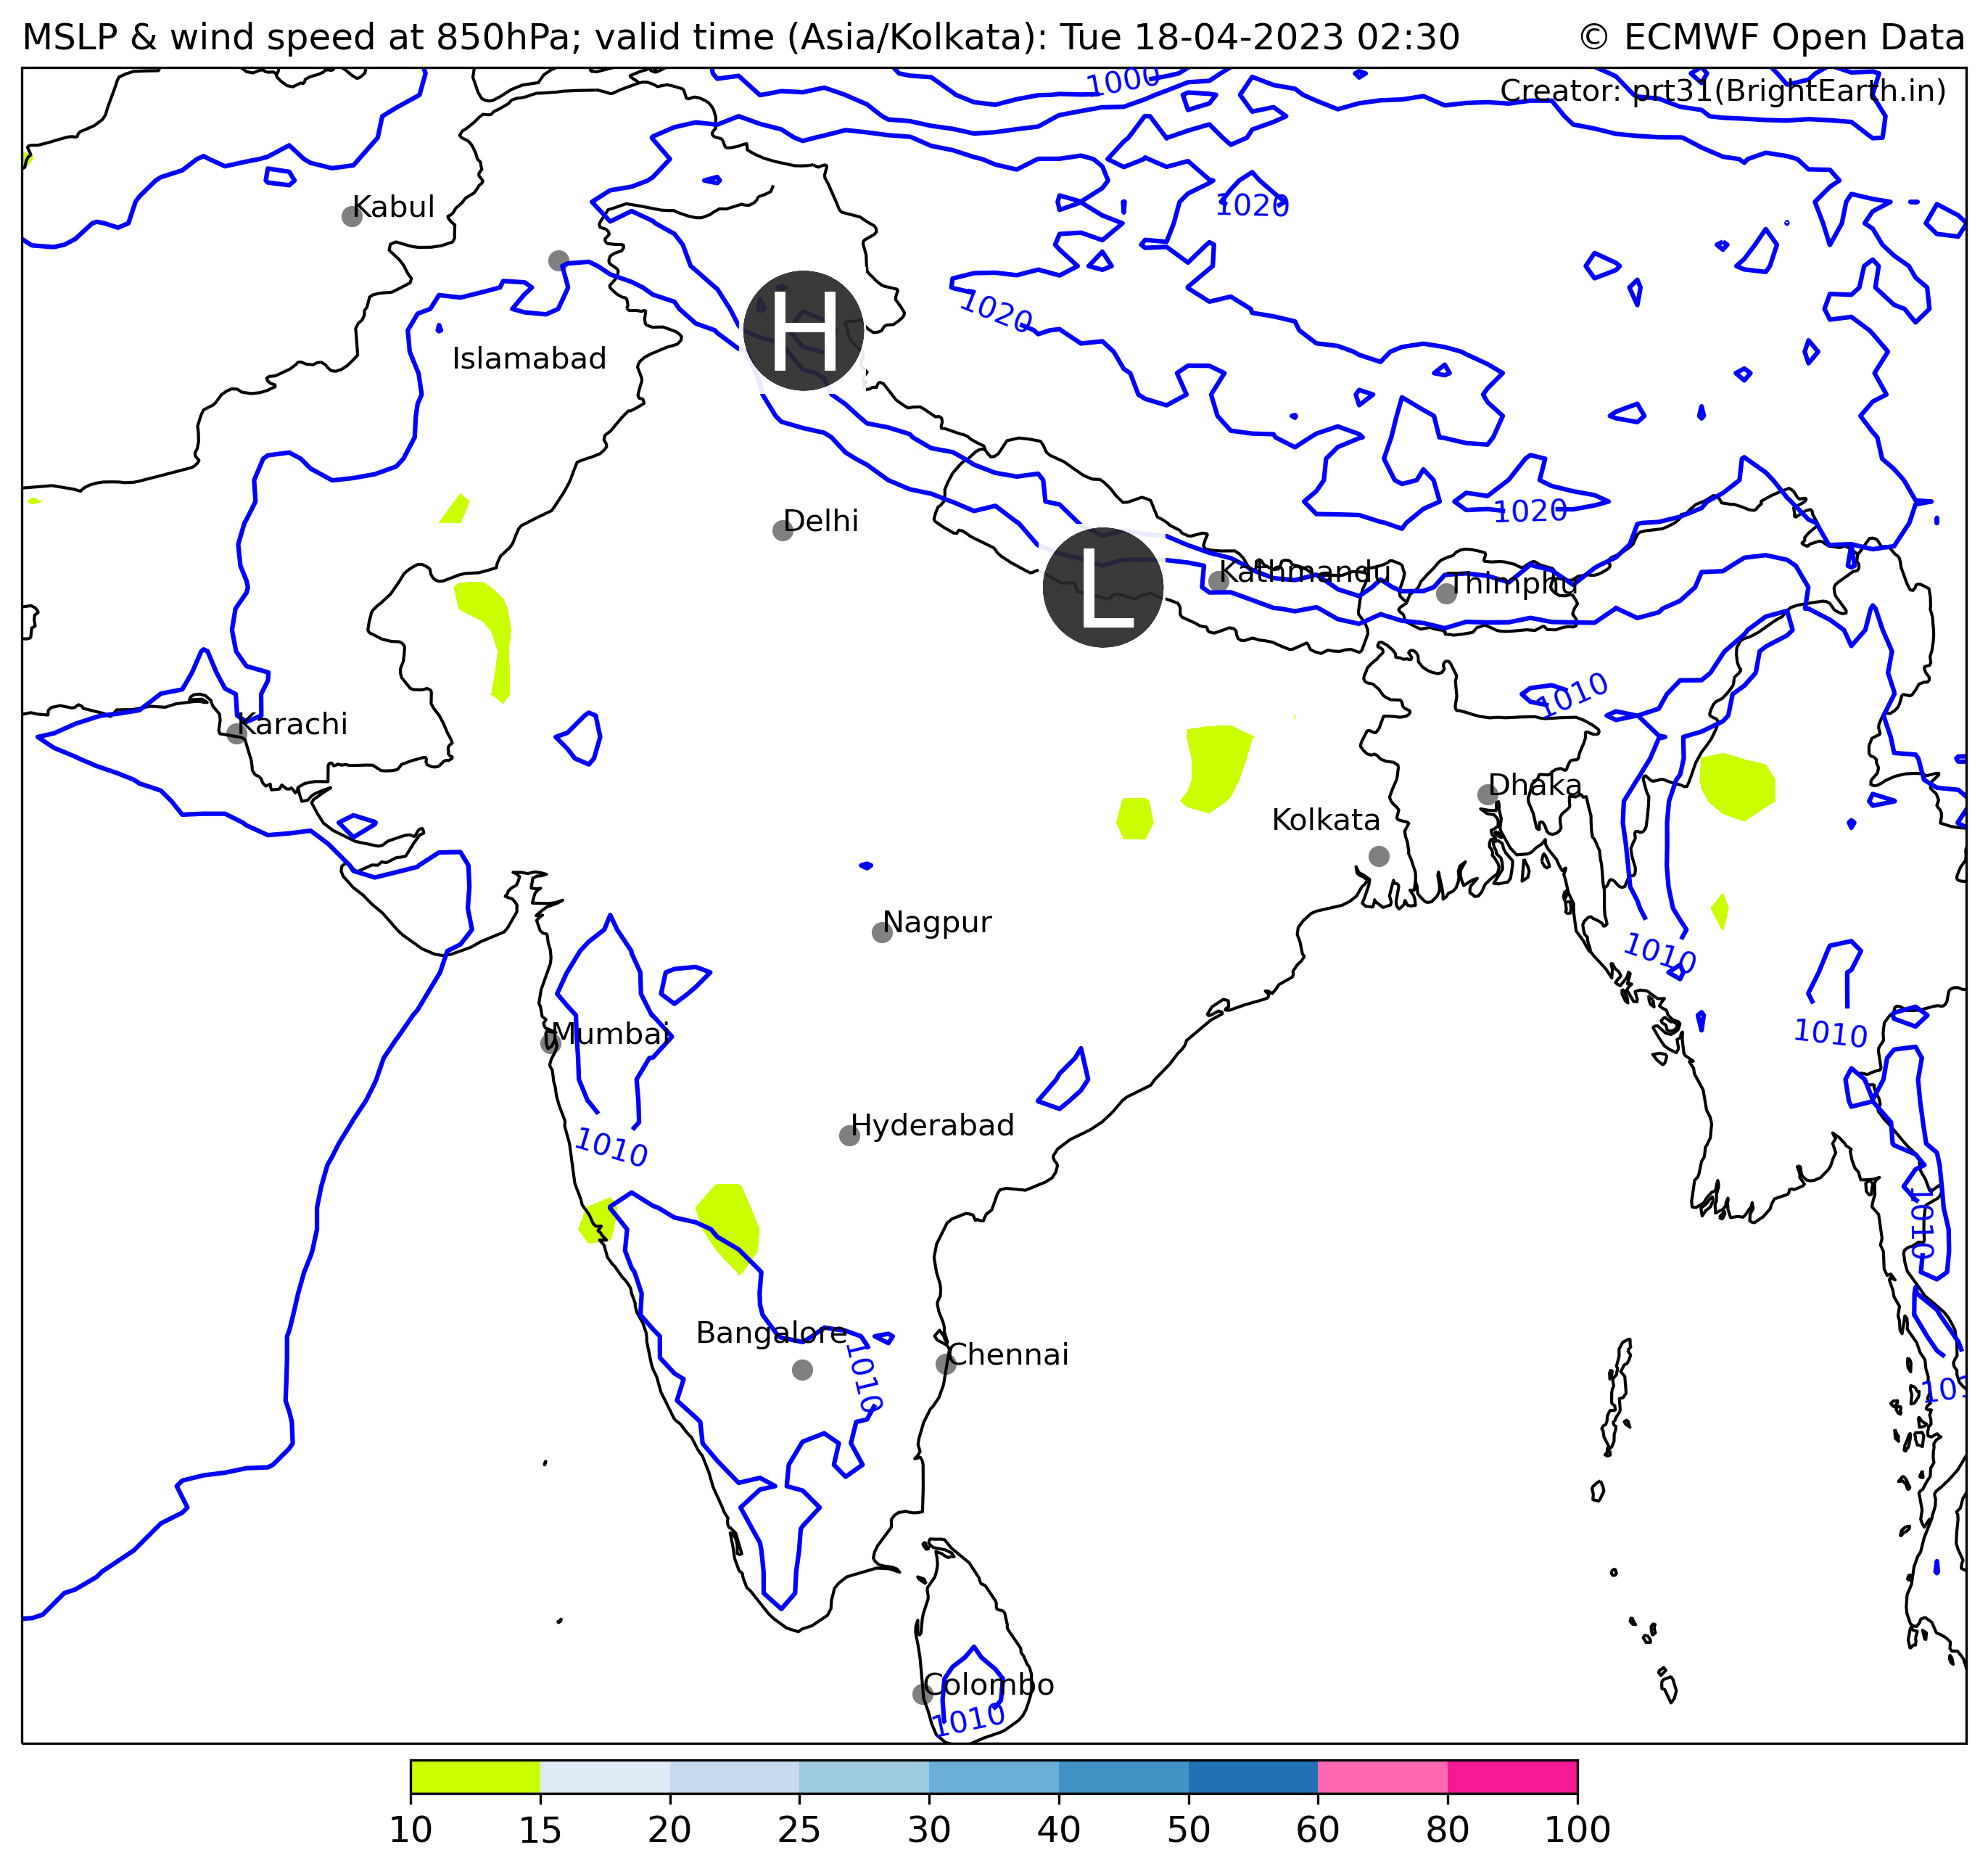 MSLP & wind speed at 850hPa; valid time (Asia/Kolkata): Tue 18-04-2023 02:30
© ECMWF Open Data
1000
Creator: prt31(BrightEarth.in)
Kabul
1020
1020
H
Islamabad
1020
Delhi
L
Kathmandu
Thimphu
1010
Karachi
Dhaka
Kolkata
Nagpur
1010
Mumbai
1010
Hyderabad
1010
1010
Bangalore
Chennai
1010
Colombo
1010
10 15 20 25 30 40 50 60 80 100